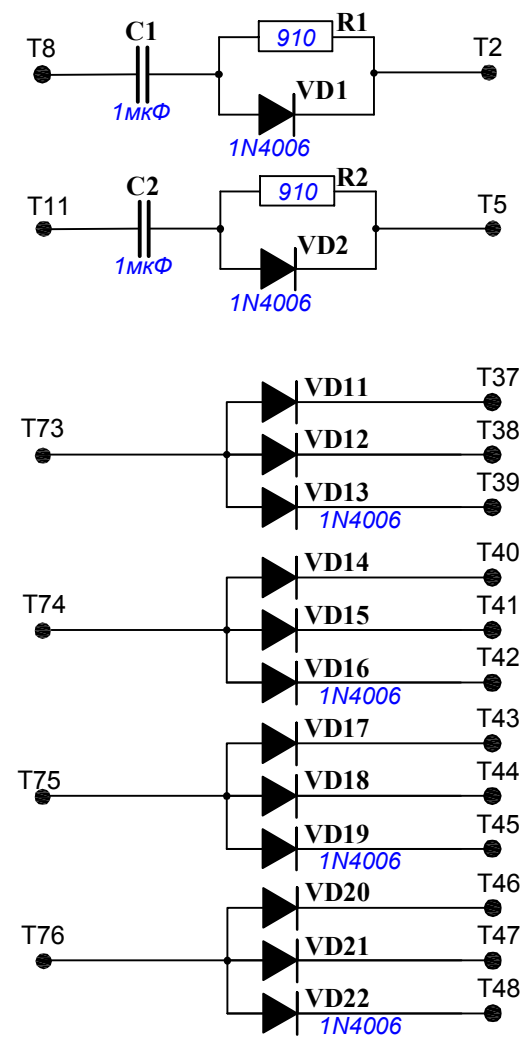 C1 R1
T8 910 T2
VD1
1мкФ
1N4006
C2 R2
T11 910 T5
VD2
1мкФ
1N4006
VD11 T37
T73 VD12 T38
VD13 T39
1N4006
VD14 T40
T74 VD15 T41
VD16 T42
1N4006
VD17 T43
T75 VD18 T44
VD19 T45
1N4006
VD20 T46
T76 VD21 T47
VD22 T48
1N4006